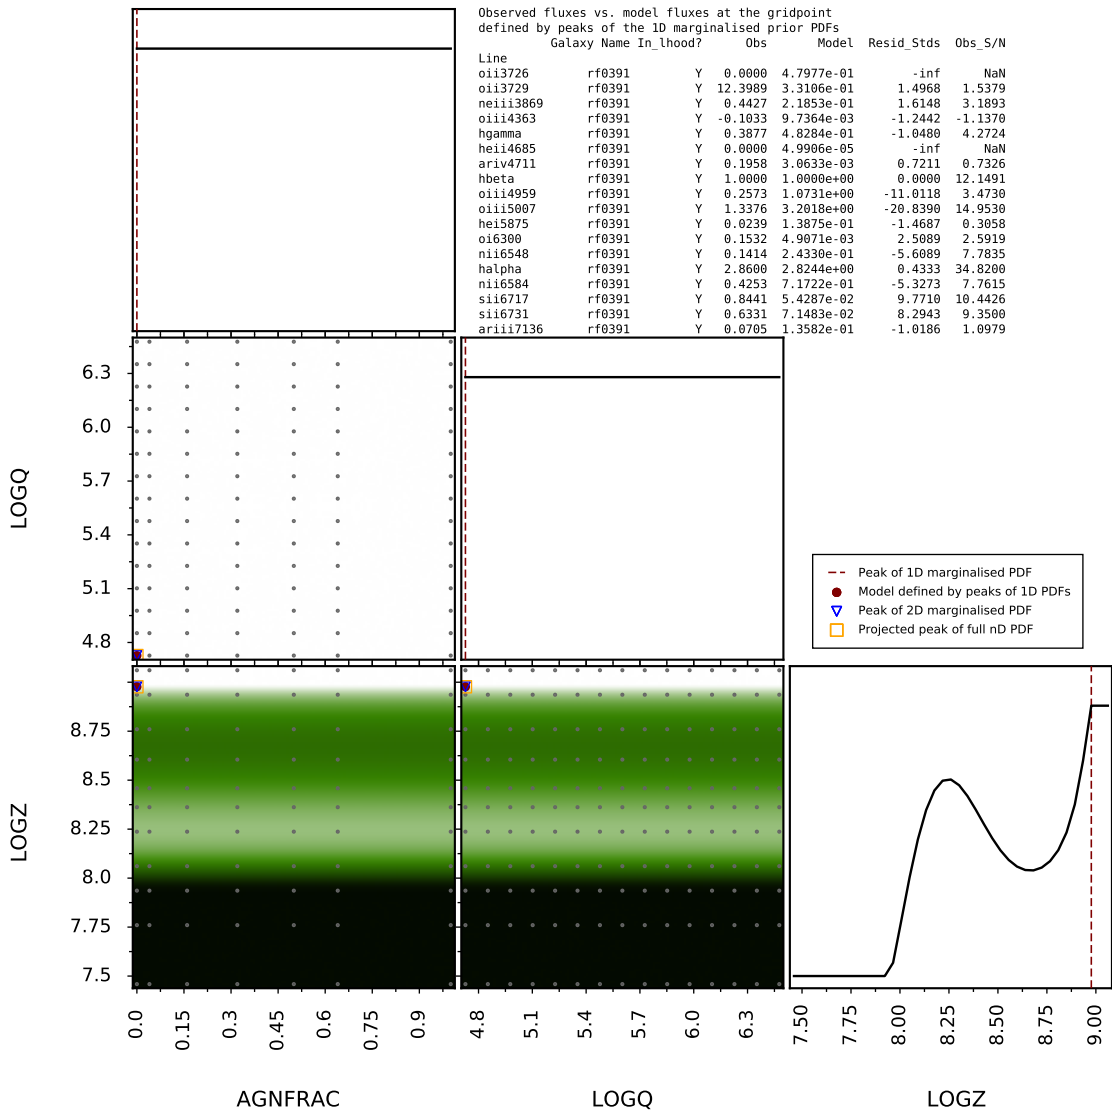 Observed fluxes vs. model fluxes at the gridpoint
defined by peaks of the 1D marginalised prior PDFs
Galaxy Name In_lhood? Obs Model Resid_Stds Obs_S/N
Line
oii3726 rf0391 Y 0.0000 4.7977e-01 -inf NaN
oii3729 rf0391 Y 12.3989 3.3106e-01 1.4968 1.5379
neiii3869 rf0391 Y 0.4427 2.1853e-01 1.6148 3.1893
oiii4363 rf0391 Y -0.1033 9.7364e-03 -1.2442 -1.1370
hgamma rf0391 Y 0.3877 4.8284e-01 -1.0480 4.2724
heii4685 rf0391 Y 0.0000 4.9906e-05 -inf NaN
ariv4711 rf0391 Y 0.1958 3.0633e-03 0.7211 0.7326
hbeta rf0391 Y 1.0000 1.0000e+00 0.0000 12.1491
oiii4959 rf0391 Y 0.2573 1.0731e+00 -11.0118 3.4730
oiii5007 rf0391 Y 1.3376 3.2018e+00 -20.8390 14.9530
hei5875 rf0391 Y 0.0239 1.3875e-01 -1.4687 0.3058
oi6300 rf0391 Y 0.1532 4.9071e-03 2.5089 2.5919
nii6548 rf0391 Y 0.1414 2.4330e-01 -5.6089 7.7835
halpha rf0391 Y 2.8600 2.8244e+00 0.4333 34.8200
nii6584 rf0391 Y 0.4253 7.1722e-01 -5.3273 7.7615
sii6717 rf0391 Y 0.8441 5.4287e-02 9.7710 10.4426
sii6731 rf0391 Y 0.6331 7.1483e-02 8.2943 9.3500
ariii7136 rf0391 Y 0.0705 1.3582e-01 -1.0186 1.0979
LOGQ
6.3
6.0
5.7
5.4
5.1
4.8
Peak of 1D marginalised PDF
Model defined by peaks of 1D PDFs
Peak of 2D marginalised PDF
Projected peak of full nD PDF
LOGZ
8.75
8.5
8.25
8.0
7.75
7.5
0.0 0.15 0.3 0.45 0.6 0.75 0.9
4.8 5.1 5.4 5.7 6.0 6.3
7.50 7.75 8.00 8.25 8.50 8.75 9.00
AGNFRAC LOGQ LOGZ